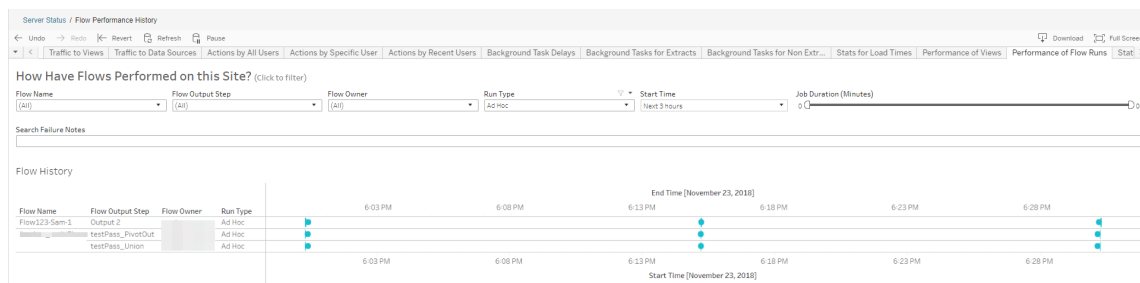 Server Status / Flow Performance History
Undo Redo Revert Refresh Pause Download Full Scree
Traffic to Views Traffic to Data Sources Actions by All Users Actions by Specific User Actions by Recent Users Background Task Delays Background Tasks for Extracts Background Tasks for Non Extr... Stats for Load Times Performance of Views Performance of Flow Runs Stat
How Have Flows Performed on this Site? (Click to filter)
Flow Name Flow Output Step Flow Owner Run Type Start Time Job Duration (Minutes)
(All) (All) (All) Ad Hoc Next 3 hours 0 0
Search Failure Notes
Flow History
End Time [November 23, 2018]
6:03 PM 6:08 PM 6:13 PM 6:18 PM 6:23 PM 6:28 PM
Flow Name Flow Output Step Flow Owner Run Type
Flow123-Sam-1 Output 2 Ad Hoc
testPass_PivotOut Ad Hoc
testPass_Union Ad Hoc
6:03 PM 6:08 PM 6:13 PM 6:18 PM 6:23 PM 6:28 PM
Start Time [November 23, 2018]